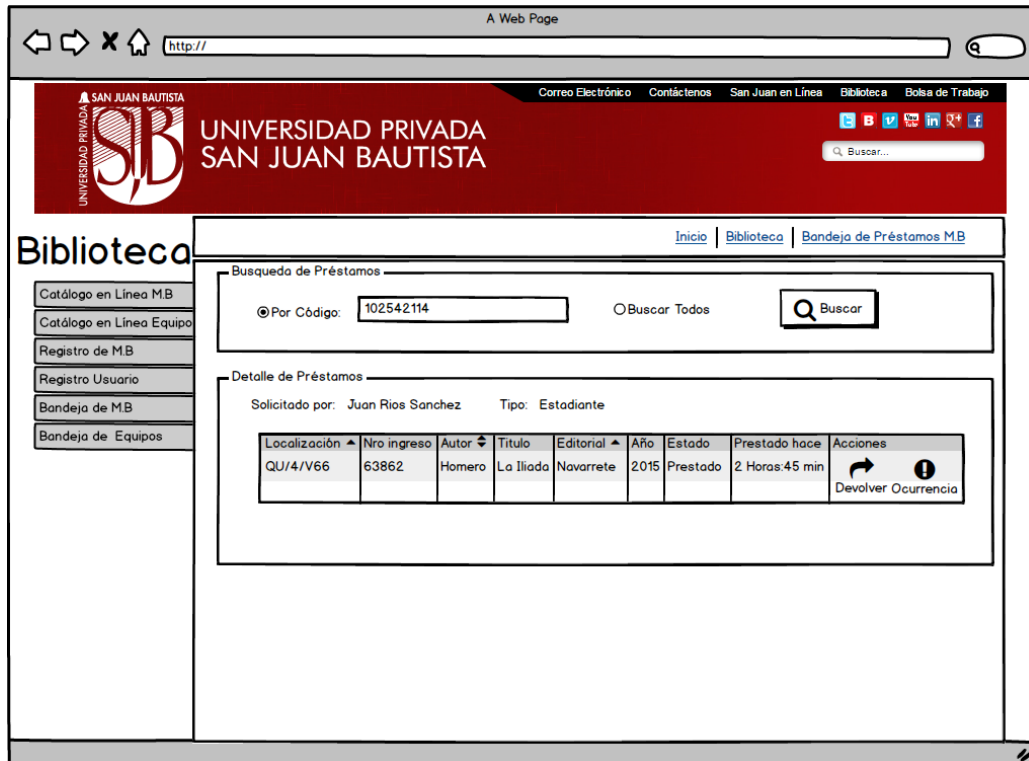 A Web Page
http://
Correo Electrónico Contáctenos San Juan en Línea Biblioteca Bolsa de Trabajo
SAN JUAN BAUTISTA
UNIVERSIDAD PRIVADA
SJB
UNIVERSIDAD PRIVADA
SAN JUAN BAUTISTA
You Tube in g+ f
Buscar...
Inicio Biblioteca Bandeja de Préstamos M.B
Biblioteca
Catálogo en Línea M.B
Catálogo en Línea Equipo
Registro de M.B
Registro Usuario
Bandeja de M.B
Bandeja de Equipos
Busqueda de Préstamos
Por Código: 102542114 Buscar Todos Buscar
Detalle de Préstamos
Solicitado por: Juan Rios Sanchez Tipo: Estadiante
Localización Nro ingreso Autor Titulo Editorial Año Estado Prestado hace Acciones
QU/4/V66 63862 Homero La Iliada Navarrete 2015 Prestado 2 Horas:45 min
Devolver Ocurrencia